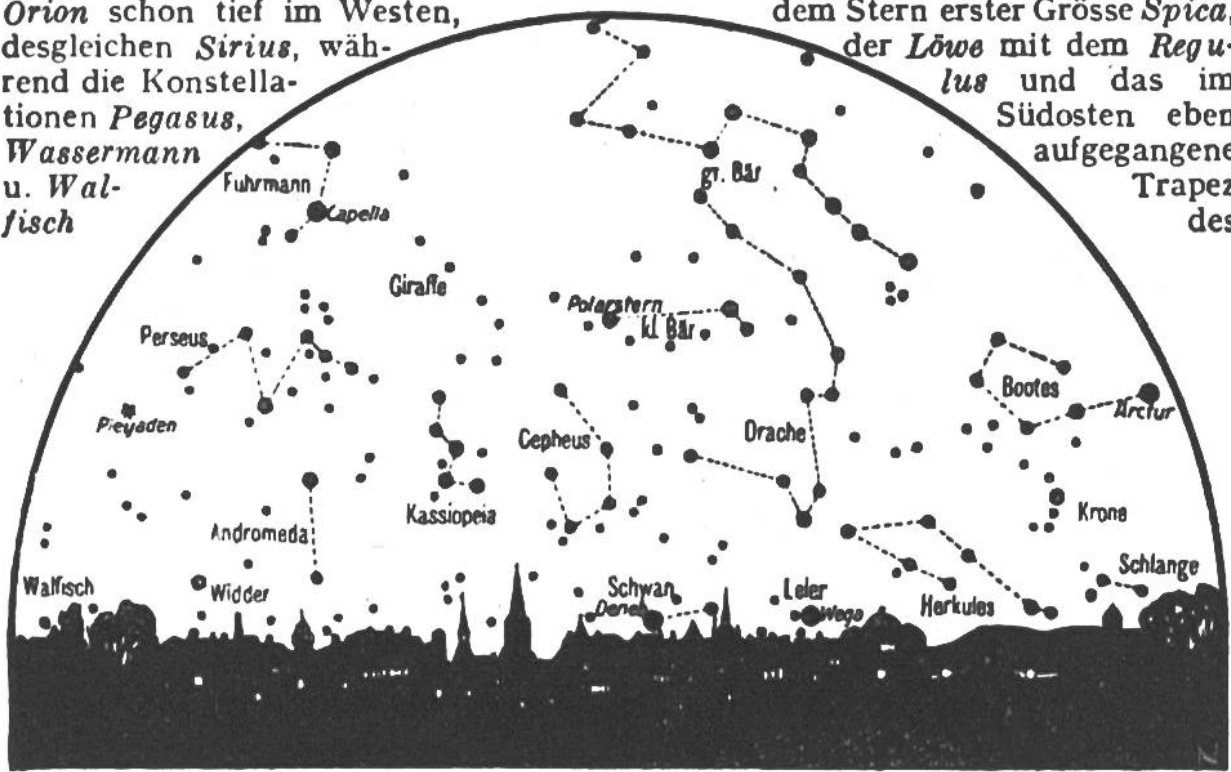 Orion schon tief im Westen,
desgleichen Sirius, wäh-
rend die Konstella-
tionen Pegasus,
Wassermann
u. Wal-
fisch
dem Stern erster Grösse Spica,
der Löwe mit dem Regu-
lus und das im
Südosten eben
aufgegangene
Trapez
des
Fuhrmann
Capella
gr. Bär
Giraffe
Polarstern
kl. Bär
Perseus
Bootes
Arctur
Pleyaden
Cepheus
Drache
Kassiopeia
Krone
Andromeda
Walfisch
Widder
Schwan
Deneb
Leier
Wega
Herkules
Schlange